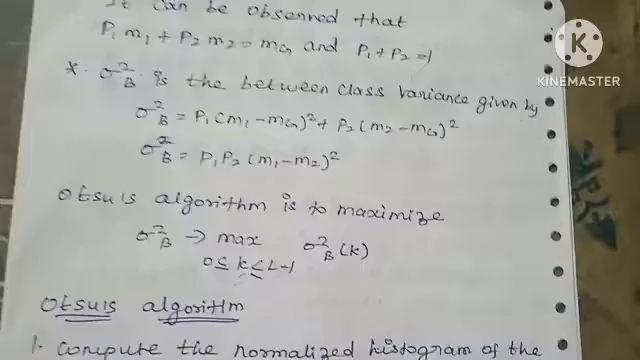 It can be observed that
P₁ m₁ + P₂ m₂ = mG and P₁ + P₂ = 1
* σ²B is the between class variance given by
σ²B = P₁ (m₁ - mG)² + P₂ (m₂ - mG)²
σ²B = P₁ P₂ (m₁ - m₂)²
Otsuis algorithm is to maximize
σ²B → max σ²B (k)
0 ≤ k ≤ L-1
Otsuis algorithm
1. compute the normalized histogram of the
KINEMASTER